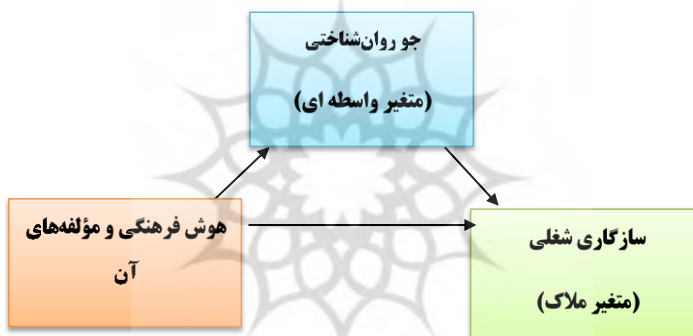 جو روان‌شناختی
(متغیر واسطه ای)
هوش فرهنگی و مؤلفه‌های
آن
سازگاری شغلی
(متغیر ملاک)